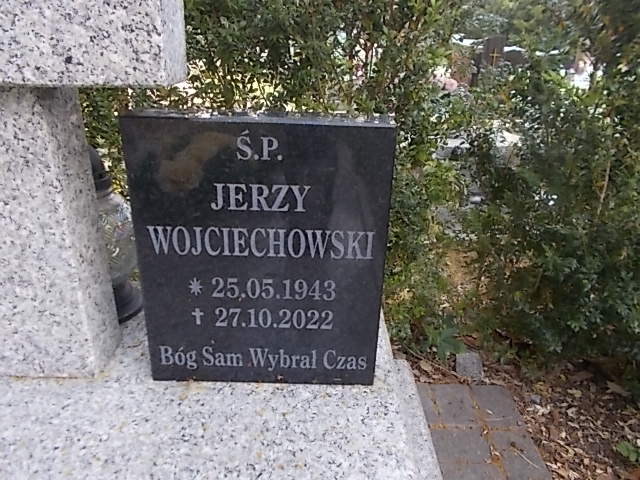 Ś.P.
JERZY
WOJCIECHOWSKI
* 25.05.1943
† 27.10.2022
Bóg Sam Wybrał Czas